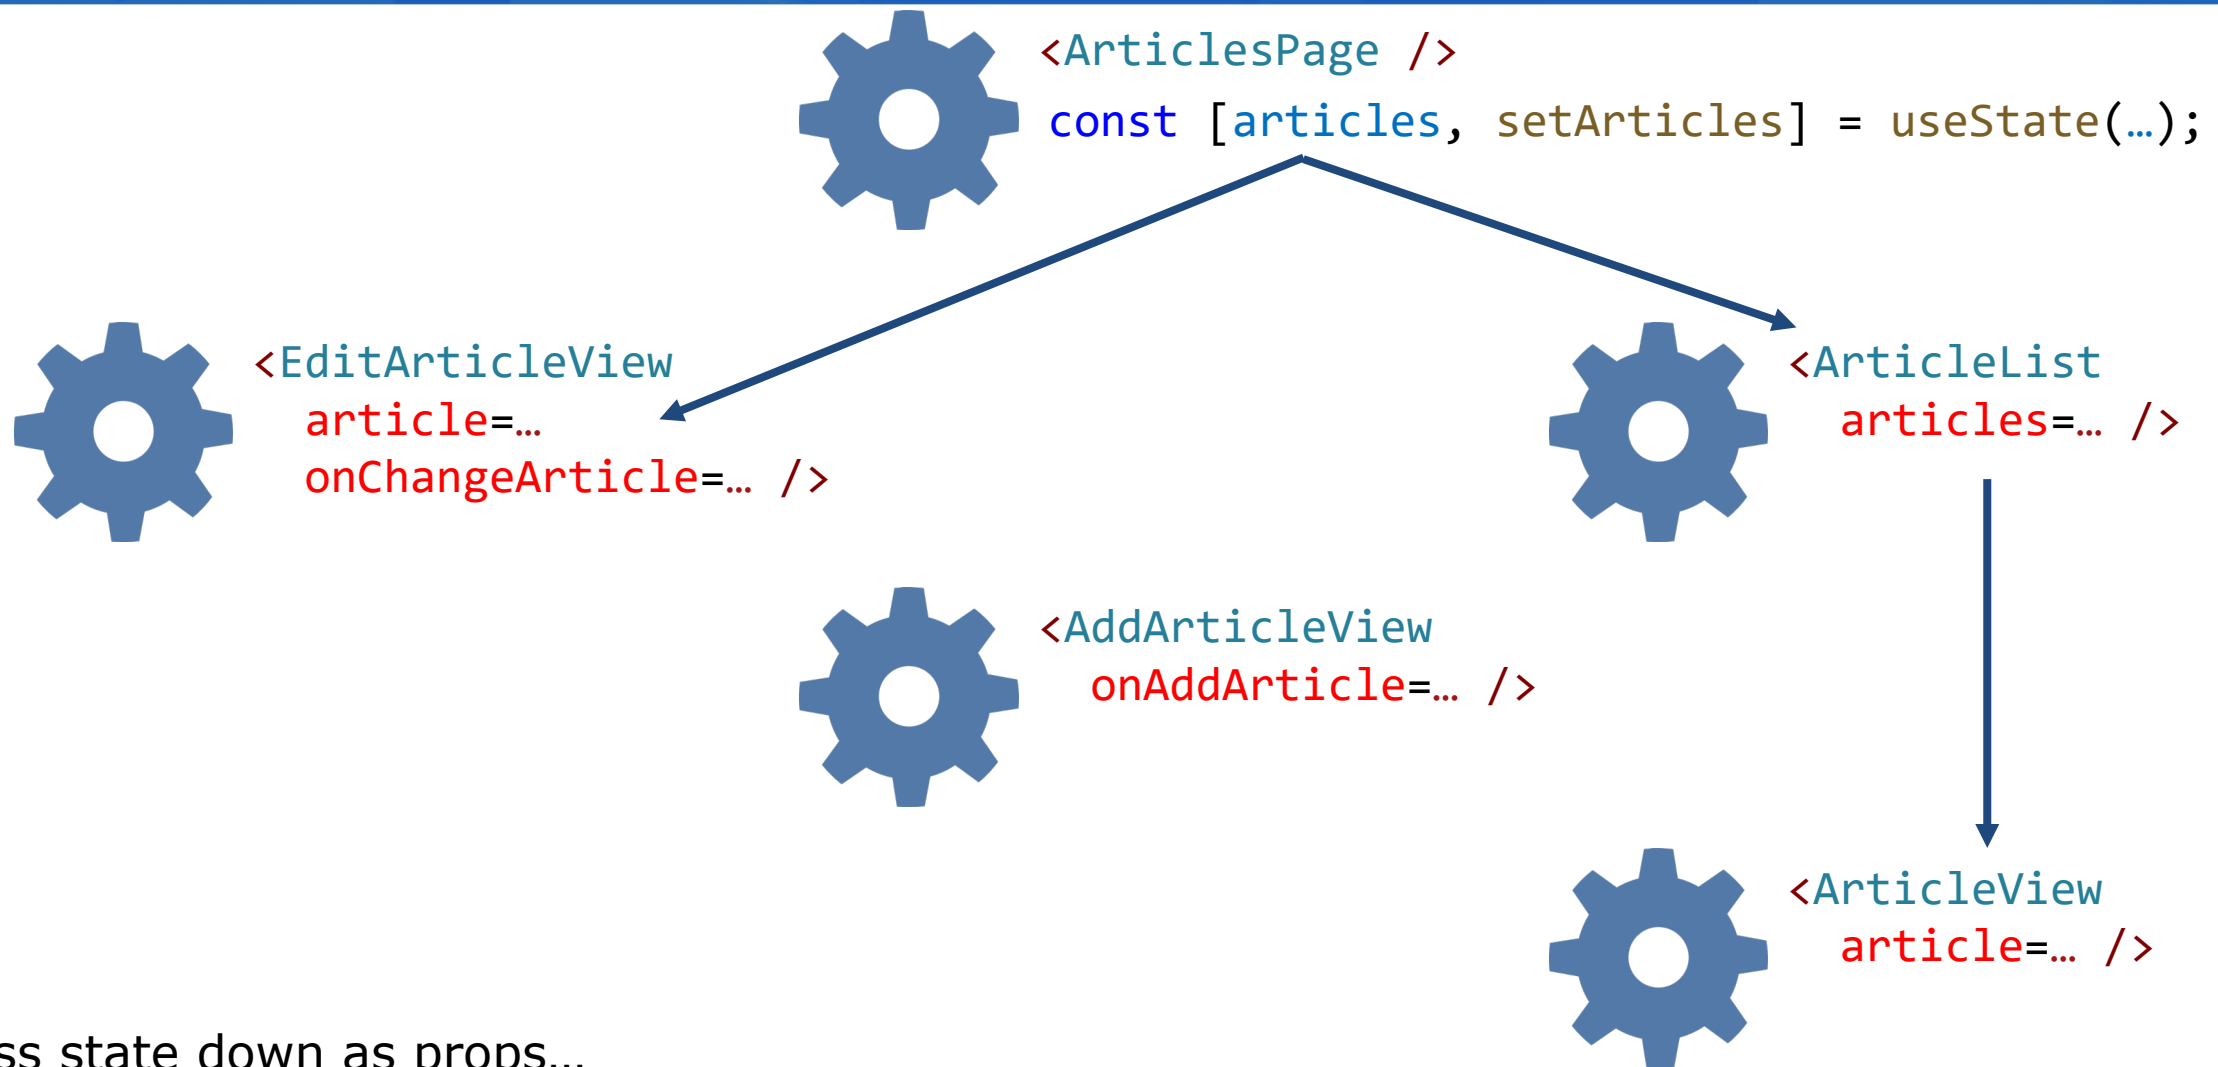 <ArticlesPage />
const [articles, setArticles] = useState(…);
<EditArticleView
article=…
onChangeArticle=… />
<ArticleList
articles=… />
<AddArticleView
onAddArticle=… />
<ArticleView
article=… />
state down as props…